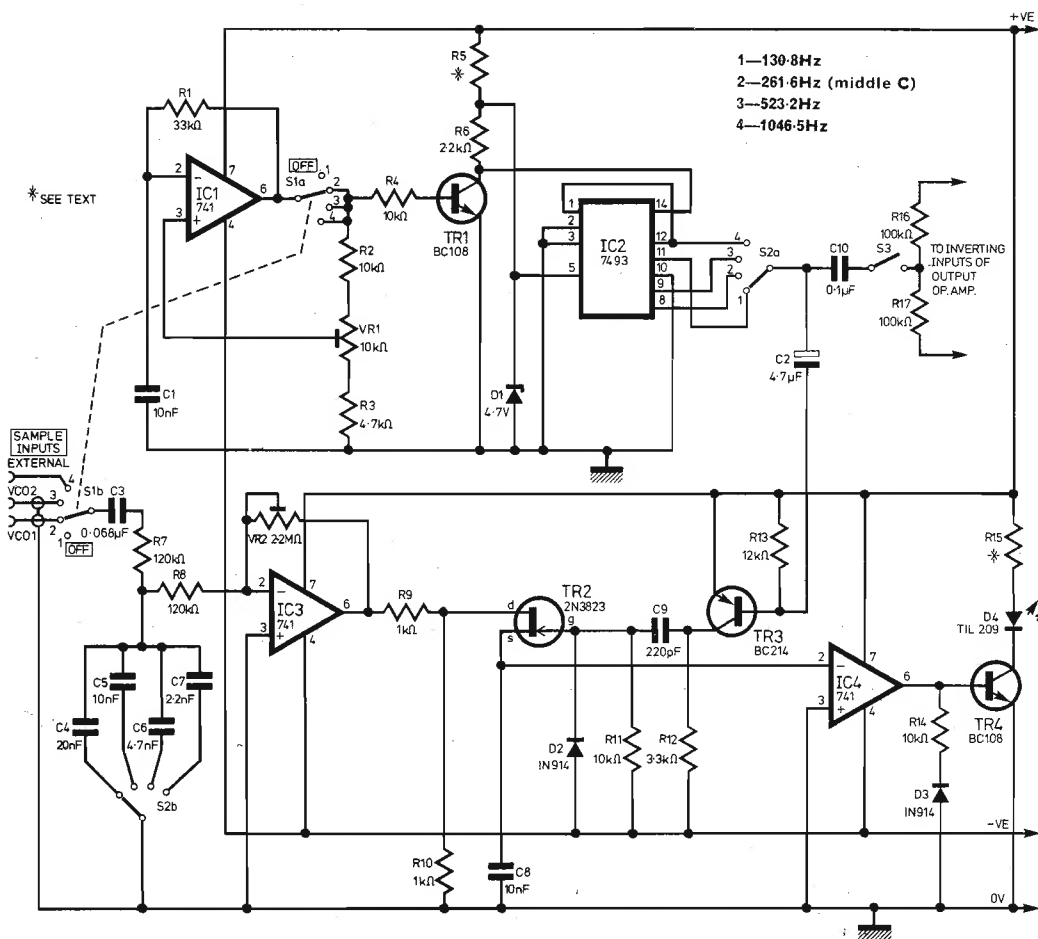 +VE
R5
*
1—130·8Hz
2—261·6Hz (middle C)
3—523·2Hz
4—1046·5Hz
R1
33kΩ
R6
2·2kΩ
*SEE TEXT
2
−
7
IC1
741
6
3
+
4
OFF
S1a
1
2
3
4
R4
10kΩ
TR1
BC108
1
14
2
3
12
IC2
7493
11
10
5
9
8
4
3
2
1
S2a
C10
0·1μF
S3
R16
100kΩ
TO INVERTING
INPUTS OF
OUTPUT
OP. AMP.
R17
100kΩ
R2
10kΩ
VR1
10kΩ
C2
4·7μF
C1
10nF
R3
4·7kΩ
D1
4·7V
SAMPLE
INPUTS
EXTERNAL
4
VCO2
3
S1b
C3
VCO1
2
0·068μF
1
OFF
R7
120kΩ
R8
120kΩ
VR2 2·2MΩ
2
−
7
IC3
741
6
3
+
4
R9
1kΩ
TR2
2N3823
d
g
s
C9
220pF
R13
12kΩ
TR3
BC214
R15
*
D4
TIL 209
2
−
7
IC4
741
6
3
+
4
TR4
BC108
R14
10kΩ
D3
IN914
C5
10nF
C7
2·2nF
C4
20nF
C6
4·7nF
S2b
D2
IN914
R11
10kΩ
R12
3·3kΩ
−VE
R10
1kΩ
C8
10nF
0V